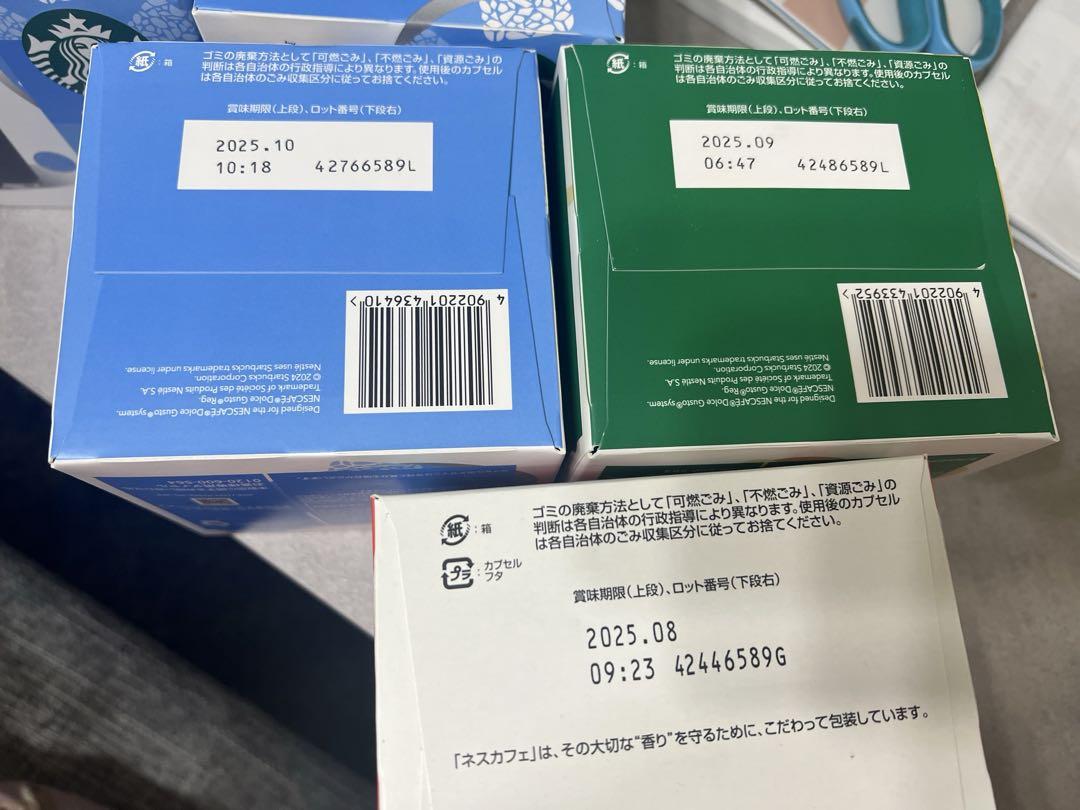 紙:箱
ゴミの廃棄方法として「可燃ごみ」、「不燃ごみ」、「資源ごみ」の
判断は各自治体の行政指導により異なります。使用後のカプセル
は各自治体のごみ収集区分に従ってお捨てください。
賞味期限(上段)、ロット番号(下段右)
2025.10
10:18 42766589L
4 902201 436410 >
Designed for the NESCAFÉ® Dolce Gusto® system.
NESCAFÉ® Dolce Gusto® Reg.
Trademark of Société des Produits Nestlé S.A.
© 2024 Starbucks Corporation.
Nestlé uses Starbucks trademarks under license.
0120-600-564
紙:箱
ゴミの廃棄方法として「可燃ごみ」、「不燃ごみ」、「資源ごみ」の
判断は各自治体の行政指導により異なります。使用後のカプセル
は各自治体のごみ収集区分に従ってお捨てください。
賞味期限(上段)、ロット番号(下段右)
2025.09
06:47 42486589L
4 902201 433952 >
Designed for the NESCAFÉ® Dolce Gusto® system.
NESCAFÉ® Dolce Gusto® Reg.
Trademark of Société des Produits Nestlé S.A.
© 2024 Starbucks Corporation.
Nestlé uses Starbucks trademarks under license.
紙:箱
プラ:カプセル
フタ
ゴミの廃棄方法として「可燃ごみ」、「不燃ごみ」、「資源ごみ」の
判断は各自治体の行政指導により異なります。使用後のカプセル
は各自治体のごみ収集区分に従ってお捨てください。
賞味期限(上段)、ロット番号(下段右)
2025.08
09:23 42446589G
「ネスカフェ」は、その大切な“香り”を守るために、こだわって包装しています。